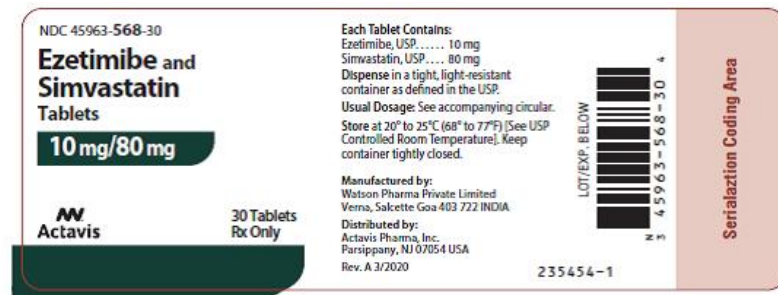 NDC 45963-568-30
Ezetimibe and
Simvastatin
Tablets
10 mg/80 mg
Actavis
30 Tablets
Rx Only
Each Tablet Contains:
Ezetimibe, USP...... 10 mg
Simvastatin, USP.... 80 mg
Dispense in a tight, light-resistant
container as defined in the USP.
Usual Dosage: See accompanying circular.
Store at 20° to 25°C (68° to 77°F) [See USP
Controlled Room Temperature]. Keep
container tightly closed.
Manufactured by:
Watson Pharma Private Limited
Verna, Salcette Goa 403 722 INDIA
Distributed by:
Actavis Pharma, Inc.
Parsippany, NJ 07054 USA
Rev. A 3/2020
235454-1
LOT/EXP. BELOW
N3 45963-568-30 4
Serialaztion Coding Area